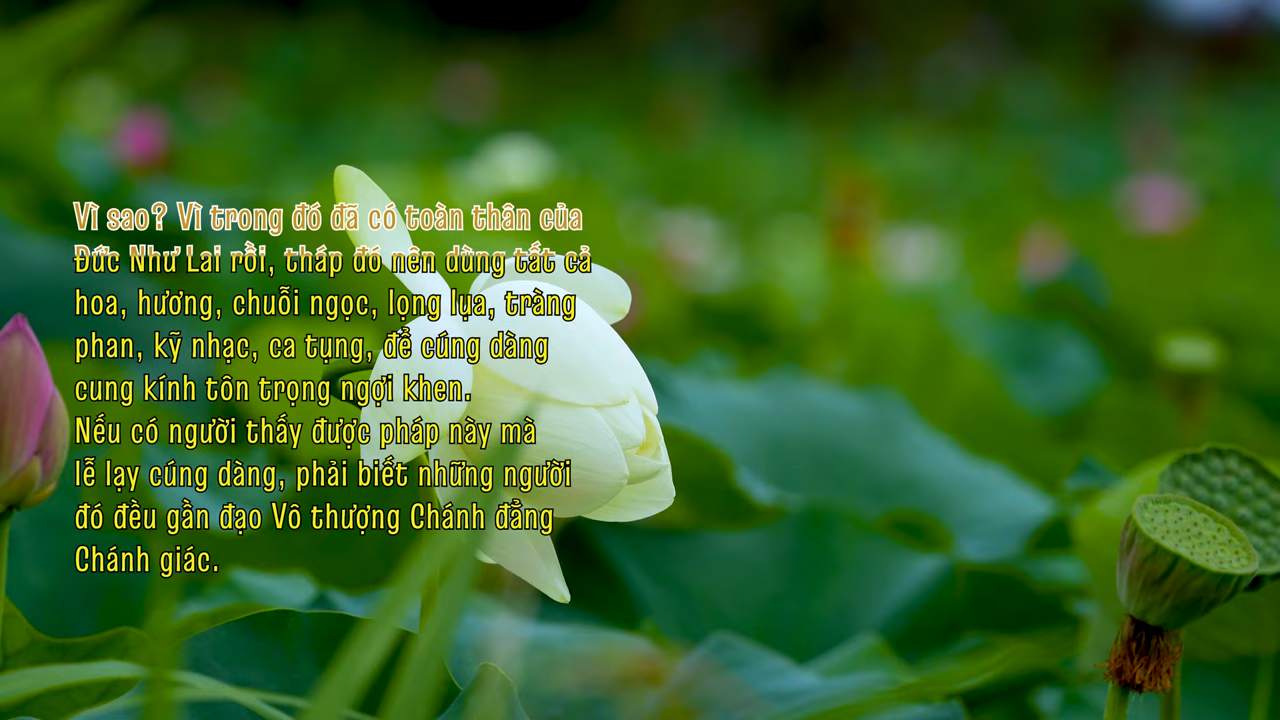 Vì sao? Vì trong đó đã có toàn thân của
Đức Như Lai rồi, tháp đó nên dùng tất cả
hoa, hương, chuỗi ngọc, lọng lụa, tràng
phan, kỹ nhạc, ca tụng, để cúng dàng
cung kính tôn trọng ngợi khen.
Nếu có người thấy được pháp này mà
lễ lạy cúng dàng, phải biết những người
đó đều gần đạo Vô thượng Chánh đẳng
Chánh giác.